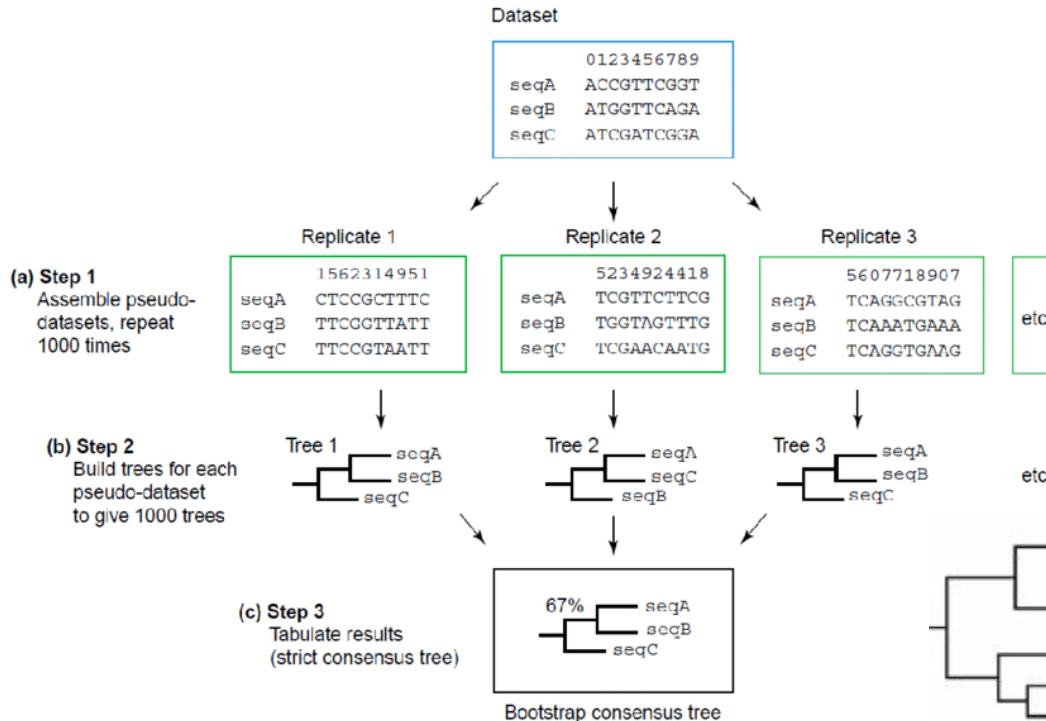 Dataset
0123456789
seqA ACCGTTCGGT
seqB ATGGTTCAGA
seqC ATCGATCGGA
Replicate 1
Replicate 2
Replicate 3
(a) Step 1
Assemble pseudo-
datasets, repeat
1000 times
1562314951
seqA CTCCGCTTTC
seqB TTCGGTTATT
seqC TTCCGTAATT
5234924418
seqA TCGTTCTTCG
seqB TGGTAGTTTG
seqC TCGAACAATG
5607718907
seqA TCAGGCGTAG
seqB TCAAATGAAA
seqC TCAGGTGAAG
etc
(b) Step 2
Build trees for each
pseudo-dataset
to give 1000 trees
Tree 1
seqA
seqB
seqC
Tree 2
seqA
seqC
seqB
Tree 3
seqA
seqB
seqC
etc
(c) Step 3
Tabulate results
(strict consensus tree)
67%
seqA
seqB
seqC
Bootstrap consensus tree